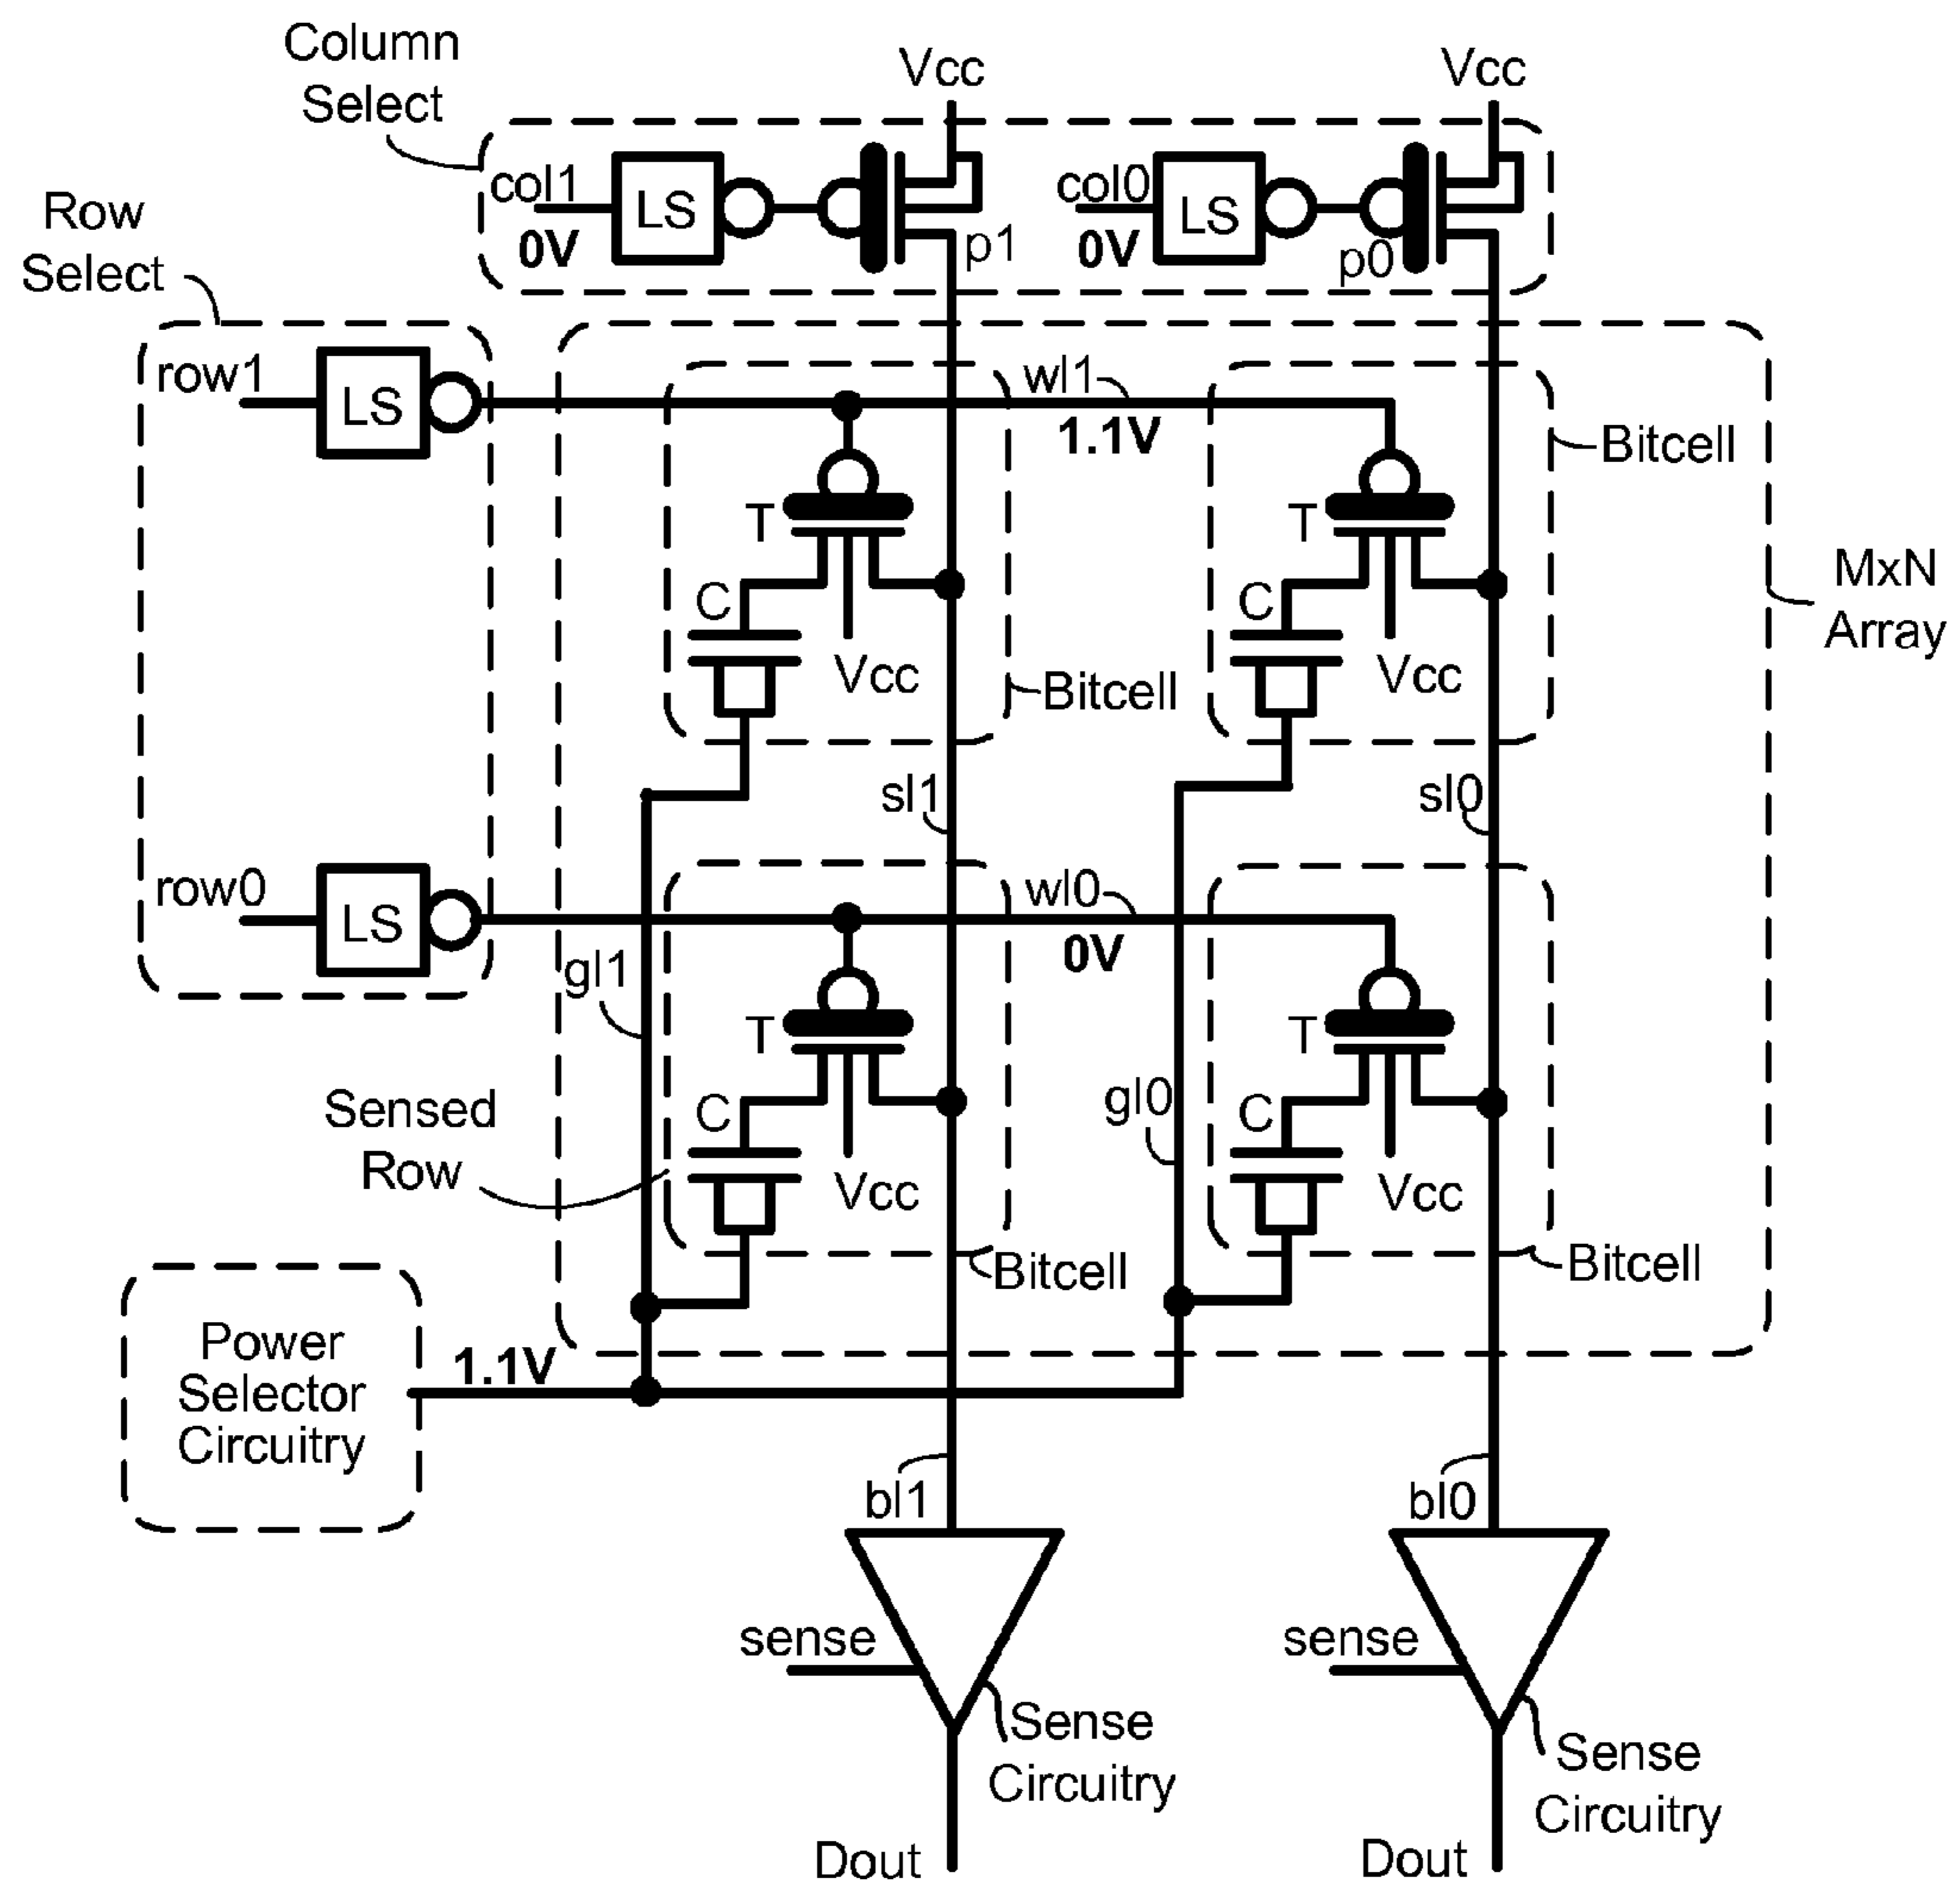 Column
Select
Vcc
Vcc
col1
LS
0V
p1
col0
LS
0V
p0
Row
Select
row1
LS
wl1
1.1V
Bitcell
T
C
Vcc
Bitcell
T
C
Vcc
MxN
Array
sl1
sl0
row0
LS
wl0
0V
gl1
T
C
Vcc
Bitcell
gl0
T
C
Vcc
Bitcell
Sensed
Row
Power
Selector
Circuitry
1.1V
bl1
bl0
sense
sense
Sense
Circuitry
Sense
Circuitry
Dout
Dout